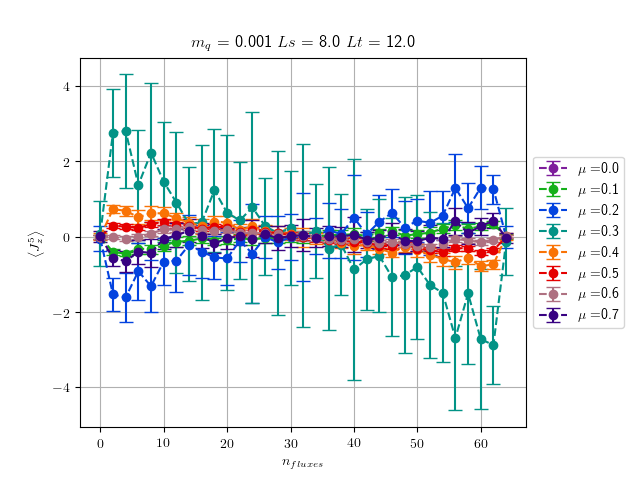 m_q = 0.001 Ls = 8.0 Lt = 12.0
4
2
0
−2
−4
⟨J_z^5⟩
0 10 20 30 40 50 60
n_{fluxes}
μ =0.0
μ =0.1
μ =0.2
μ =0.3
μ =0.4
μ =0.5
μ =0.6
μ =0.7